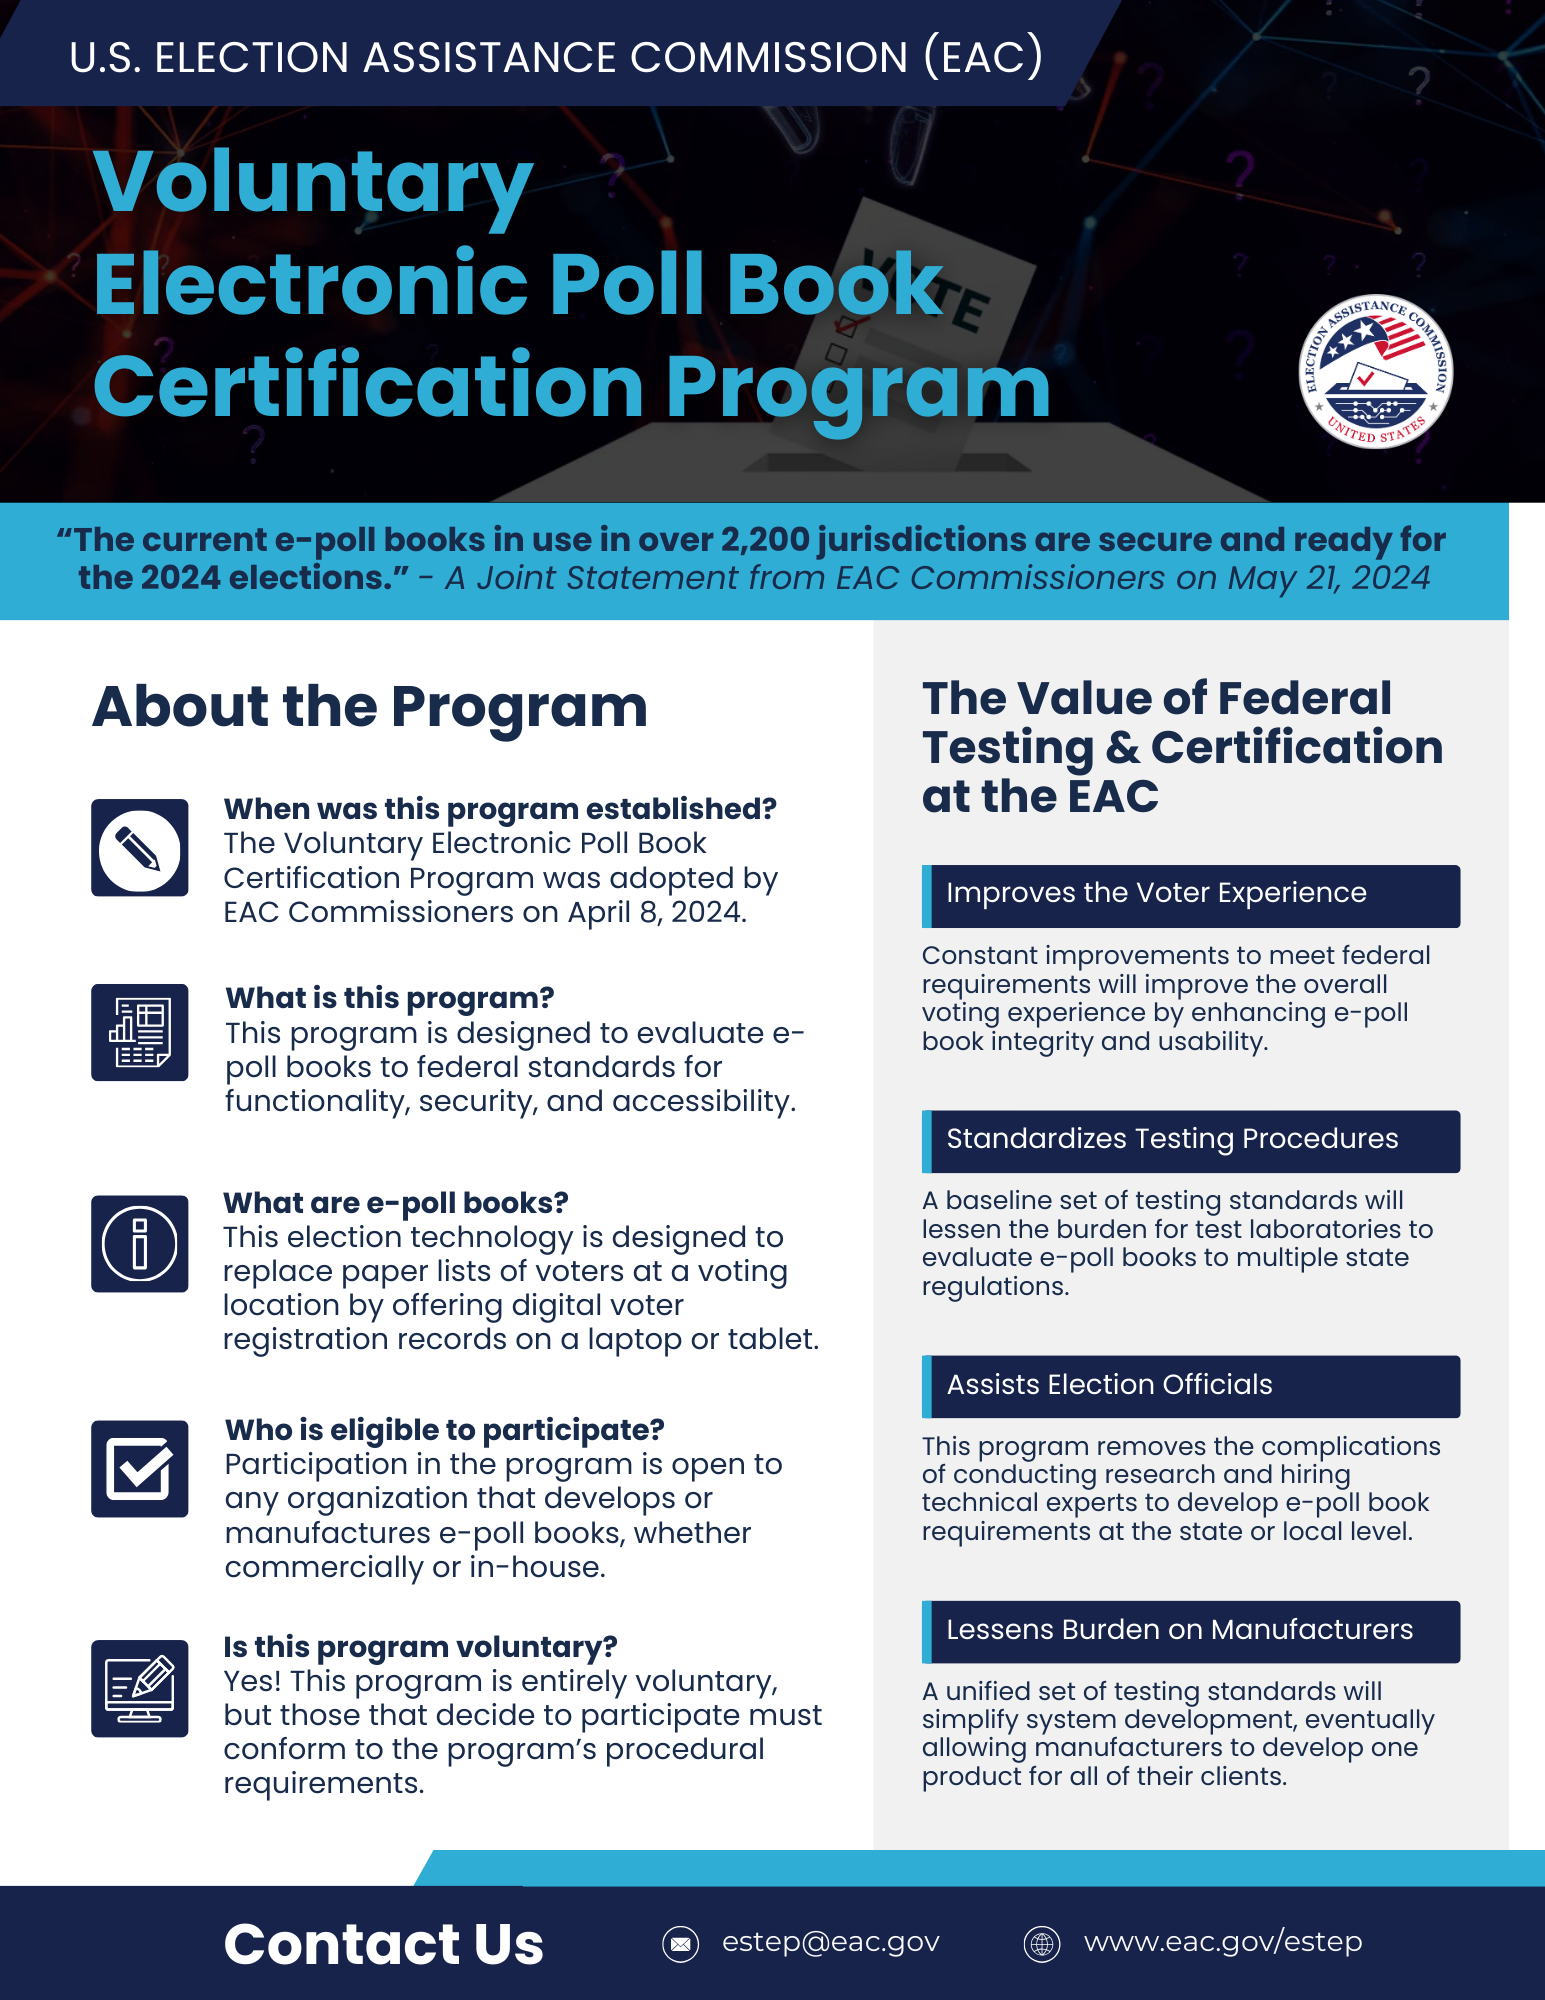 U.S. ELECTION ASSISTANCE COMMISSION (EAC)
Voluntary
Electronic Poll Book
Certification Program
VOTE
ELECTION ASSISTANCE COMMISSION
UNITED STATES
“The current e-poll books in use in over 2,200 jurisdictions are secure and ready for
the 2024 elections.” - A Joint Statement from EAC Commissioners on May 21, 2024
About the Program
When was this program established?
The Voluntary Electronic Poll Book
Certification Program was adopted by
EAC Commissioners on April 8, 2024.
What is this program?
This program is designed to evaluate e-
poll books to federal standards for
functionality, security, and accessibility.
What are e-poll books?
This election technology is designed to
replace paper lists of voters at a voting
location by offering digital voter
registration records on a laptop or tablet.
Who is eligible to participate?
Participation in the program is open to
any organization that develops or
manufactures e-poll books, whether
commercially or in-house.
Is this program voluntary?
Yes! This program is entirely voluntary,
but those that decide to participate must
conform to the program’s procedural
requirements.
The Value of Federal
Testing & Certification
at the EAC
Improves the Voter Experience
Constant improvements to meet federal
requirements will improve the overall
voting experience by enhancing e-poll
book integrity and usability.
Standardizes Testing Procedures
A baseline set of testing standards will
lessen the burden for test laboratories to
evaluate e-poll books to multiple state
regulations.
Assists Election Officials
This program removes the complications
of conducting research and hiring
technical experts to develop e-poll book
requirements at the state or local level.
Lessens Burden on Manufacturers
A unified set of testing standards will
simplify system development, eventually
allowing manufacturers to develop one
product for all of their clients.
Contact Us
estep@eac.gov
www.eac.gov/estep